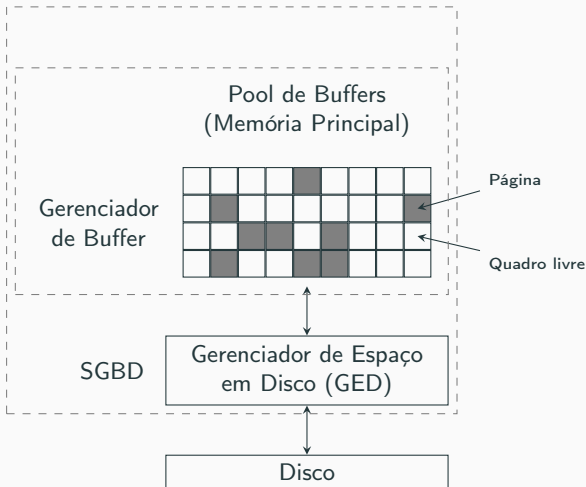 Pool de Buffers
(Memória Principal)
Página
Gerenciador
de Buffer
Quadro livre
Gerenciador de Espaço
em Disco (GED)
SGBD
Disco